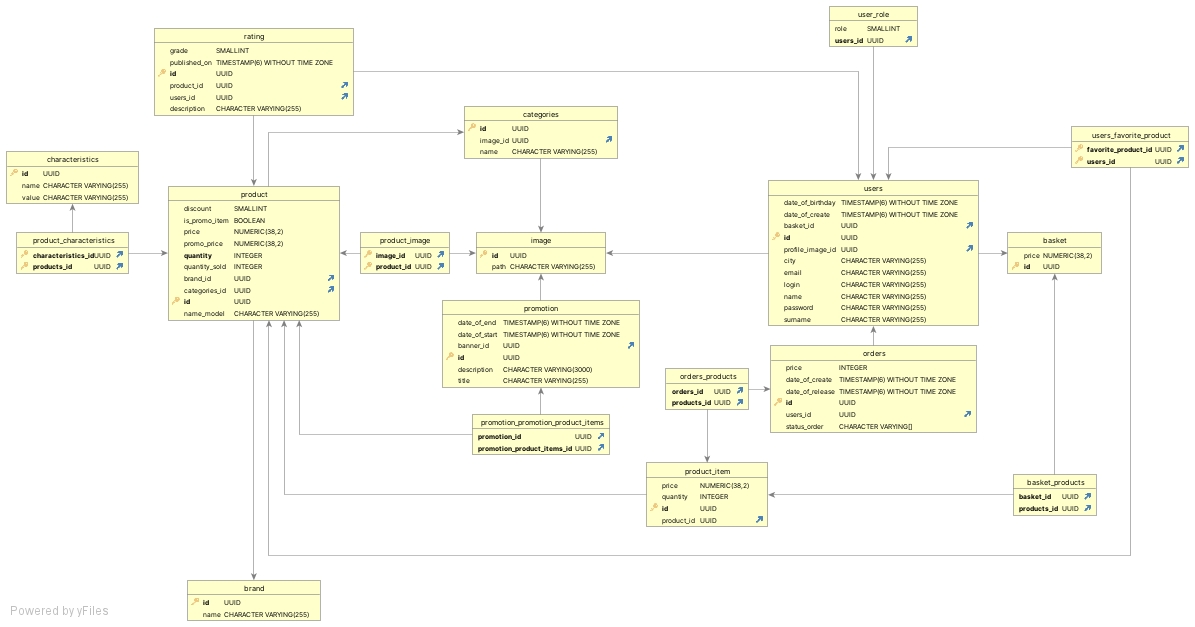 user_role
role SMALLINT
users_id UUID
rating
grade SMALLINT
published_on TIMESTAMP(6) WITHOUT TIME ZONE
id UUID
product_id UUID
users_id UUID
description CHARACTER VARYING(255)
categories
id UUID
image_id UUID
name CHARACTER VARYING(255)
users_favorite_product
favorite_product_id UUID
users_id UUID
characteristics
id UUID
name CHARACTER VARYING(255)
value CHARACTER VARYING(255)
product
discount SMALLINT
is_promo_item BOOLEAN
price NUMERIC(38,2)
promo_price NUMERIC(38,2)
quantity INTEGER
quantity_sold INTEGER
brand_id UUID
categories_id UUID
id UUID
name_model CHARACTER VARYING(255)
users
date_of_birthday TIMESTAMP(6) WITHOUT TIME ZONE
date_of_create TIMESTAMP(6) WITHOUT TIME ZONE
basket_id UUID
id UUID
profile_image_id UUID
city CHARACTER VARYING(255)
email CHARACTER VARYING(255)
login CHARACTER VARYING(255)
name CHARACTER VARYING(255)
password CHARACTER VARYING(255)
surname CHARACTER VARYING(255)
product_characteristics
characteristics_id UUID
products_id UUID
product_image
image_id UUID
product_id UUID
image
id UUID
path CHARACTER VARYING(255)
basket
price NUMERIC(38,2)
id UUID
promotion
date_of_end TIMESTAMP(6) WITHOUT TIME ZONE
date_of_start TIMESTAMP(6) WITHOUT TIME ZONE
banner_id UUID
id UUID
description CHARACTER VARYING(3000)
title CHARACTER VARYING(255)
orders
price INTEGER
date_of_create TIMESTAMP(6) WITHOUT TIME ZONE
date_of_release TIMESTAMP(6) WITHOUT TIME ZONE
id UUID
users_id UUID
status_order CHARACTER VARYING[]
orders_products
orders_id UUID
products_id UUID
promotion_promotion_product_items
promotion_id UUID
promotion_product_items_id UUID
product_item
price NUMERIC(38,2)
quantity INTEGER
id UUID
product_id UUID
basket_products
basket_id UUID
products_id UUID
brand
id UUID
name CHARACTER VARYING(255)
Powered by yFiles